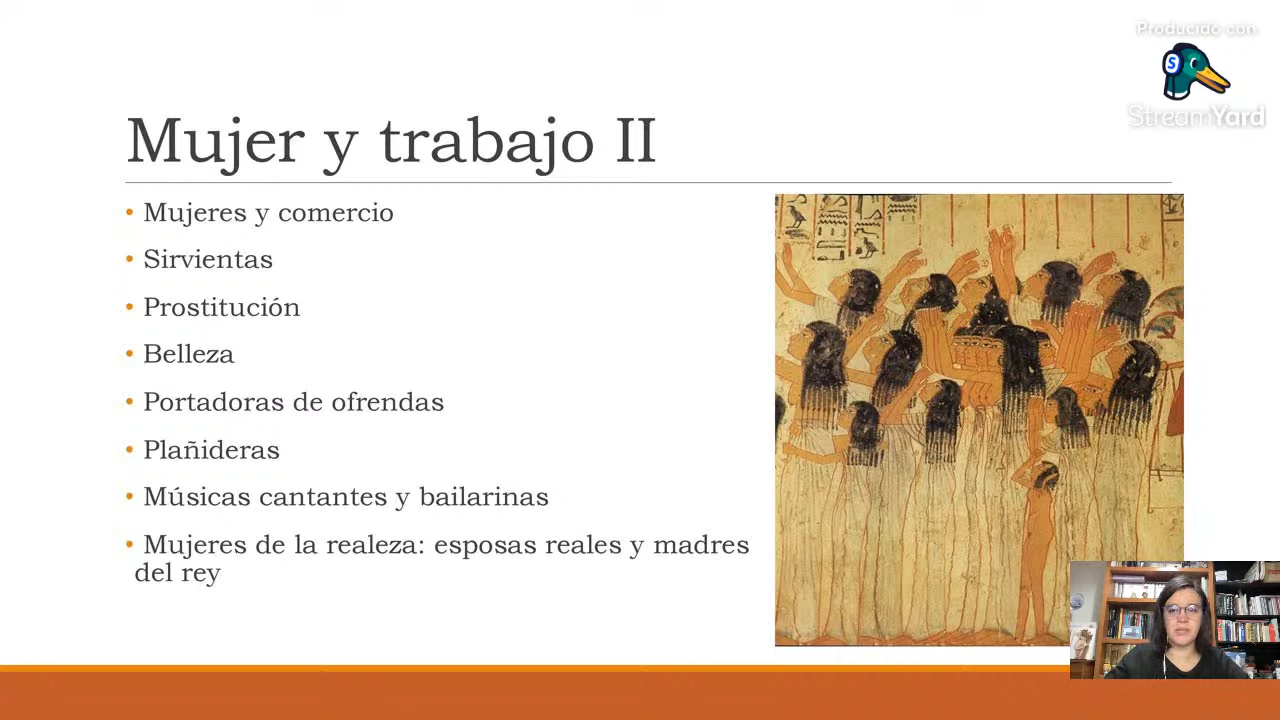 Producido con
StreamYard
Mujer y trabajo II
• Mujeres y comercio
• Sirvientas
• Prostitución
• Belleza
• Portadoras de ofrendas
• Plañideras
• Músicas cantantes y bailarinas
• Mujeres de la realeza: esposas reales y madres
del rey